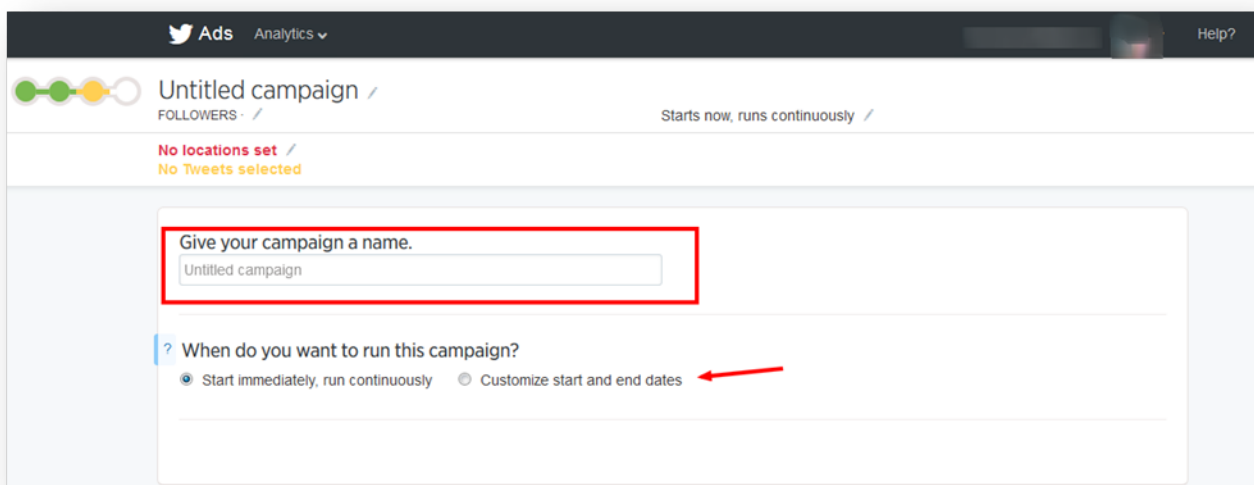 Ads Analytics Help?
Untitled campaign
FOLLOWERS · Starts now, runs continuously
No locations set
No Tweets selected
Give your campaign a name.
Untitled campaign
? When do you want to run this campaign?
Start immediately, run continuously Customize start and end dates